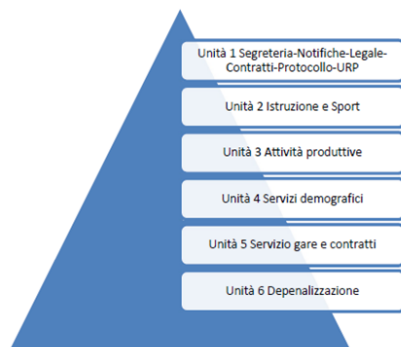 Unità 1 Segreteria-Notifiche-Legale-
Contratti-Protocollo-URP
Unità 2 Istruzione e Sport
Unità 3 Attività produttive
Unità 4 Servizi demografici
Unità 5 Servizio gare e contratti
Unità 6 Depenalizzazione